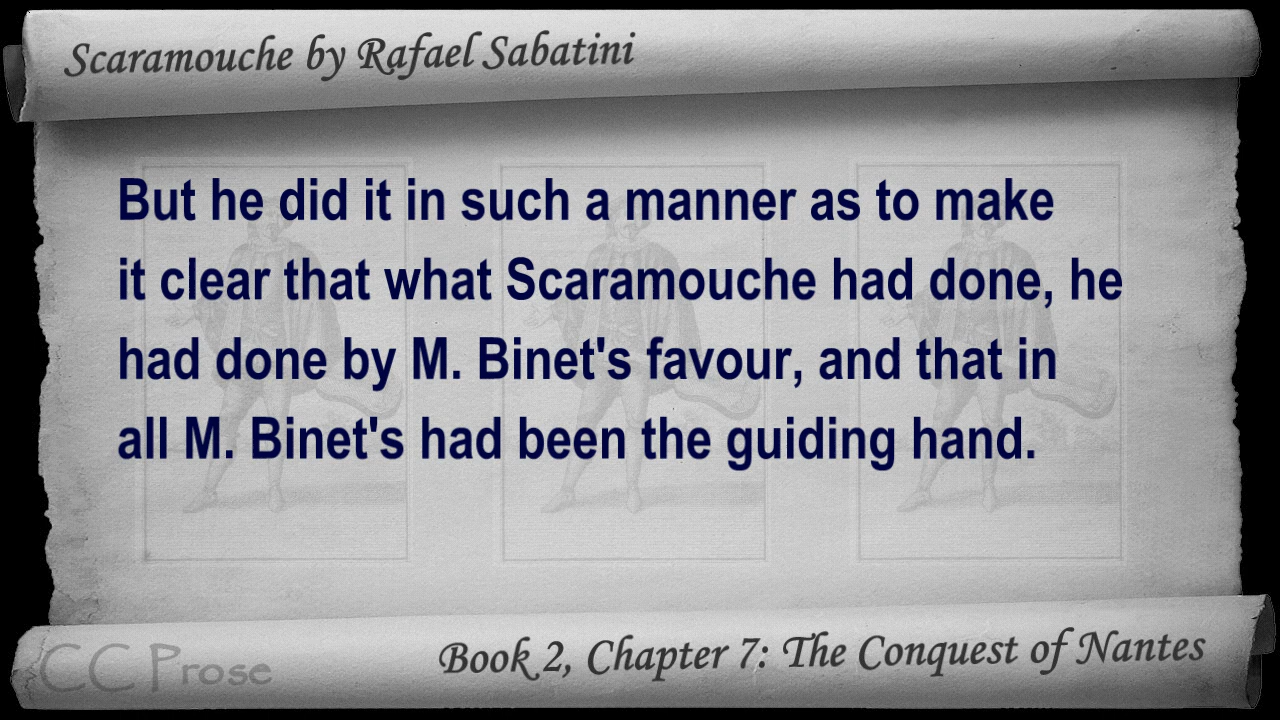 Scaramouche by Rafael Sabatini
But he did it in such a manner as to make
it clear that what Scaramouche had done, he
had done by M. Binet's favour, and that in
all M. Binet's had been the guiding hand.
CC Prose
Book 2, Chapter 7: The Conquest of Nantes